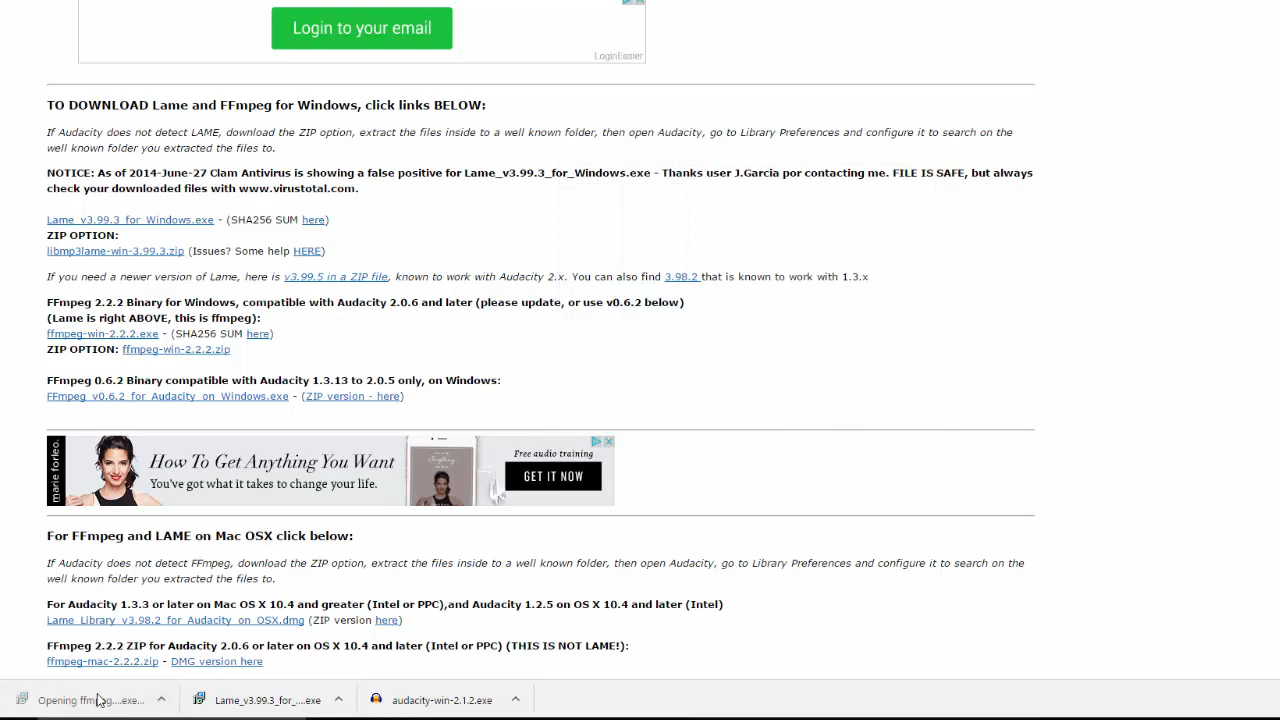 Login to your email
LoginEasier
TO DOWNLOAD Lame and FFmpeg for Windows, click links BELOW:
If Audacity does not detect LAME, download the ZIP option, extract the files inside to a well known folder, then open Audacity, go to Library Preferences and configure it to search on the
well known folder you extracted the files to.
NOTICE: As of 2014-June-27 Clam Antivirus is showing a false positive for Lame_v3.99.3_for_Windows.exe - Thanks user J.Garcia por contacting me. FILE IS SAFE, but always
check your downloaded files with www.virustotal.com.
Lame_v3.99.3_for_Windows.exe - (SHA256 SUM here)
ZIP OPTION:
libmp3lame-win-3.99.3.zip (Issues? Some help HERE)
If you need a newer version of Lame, here is v3.99.5 in a ZIP file, known to work with Audacity 2.x. You can also find 3.98.2 that is known to work with 1.3.x
FFmpeg 2.2.2 Binary for Windows, compatible with Audacity 2.0.6 and later (please update, or use v0.6.2 below)
(Lame is right ABOVE, this is ffmpeg):
ffmpeg-win-2.2.2.exe - (SHA256 SUM here)
ZIP OPTION: ffmpeg-win-2.2.2.zip
FFmpeg 0.6.2 Binary compatible with Audacity 1.3.13 to 2.0.5 only, on Windows:
FFmpeg_v0.6.2_for_Audacity_on_Windows.exe - (ZIP version - here)
marie forleo.
How To Get Anything You Want
You've got what it takes to change your life.
Free audio training
GET IT NOW
For FFmpeg and LAME on Mac OSX click below:
If Audacity does not detect FFmpeg, download the ZIP option, extract the files inside to a well known folder, then open Audacity, go to Library Preferences and configure it to search on the
well known folder you extracted the files to.
For Audacity 1.3.3 or later on Mac OS X 10.4 and greater (Intel or PPC),and Audacity 1.2.5 on OS X 10.4 and later (Intel)
Lame_Library_v3.98.2_for_Audacity_on_OSX.dmg (ZIP version here)
FFmpeg 2.2.2 ZIP for Audacity 2.0.6 or later on OS X 10.4 and later (Intel or PPC) (THIS IS NOT LAME!):
ffmpeg-mac-2.2.2.zip - DMG version here
Opening ffm g....exe...
Lame_v3.99.3_for_....exe
audacity-win-2.1.2.exe